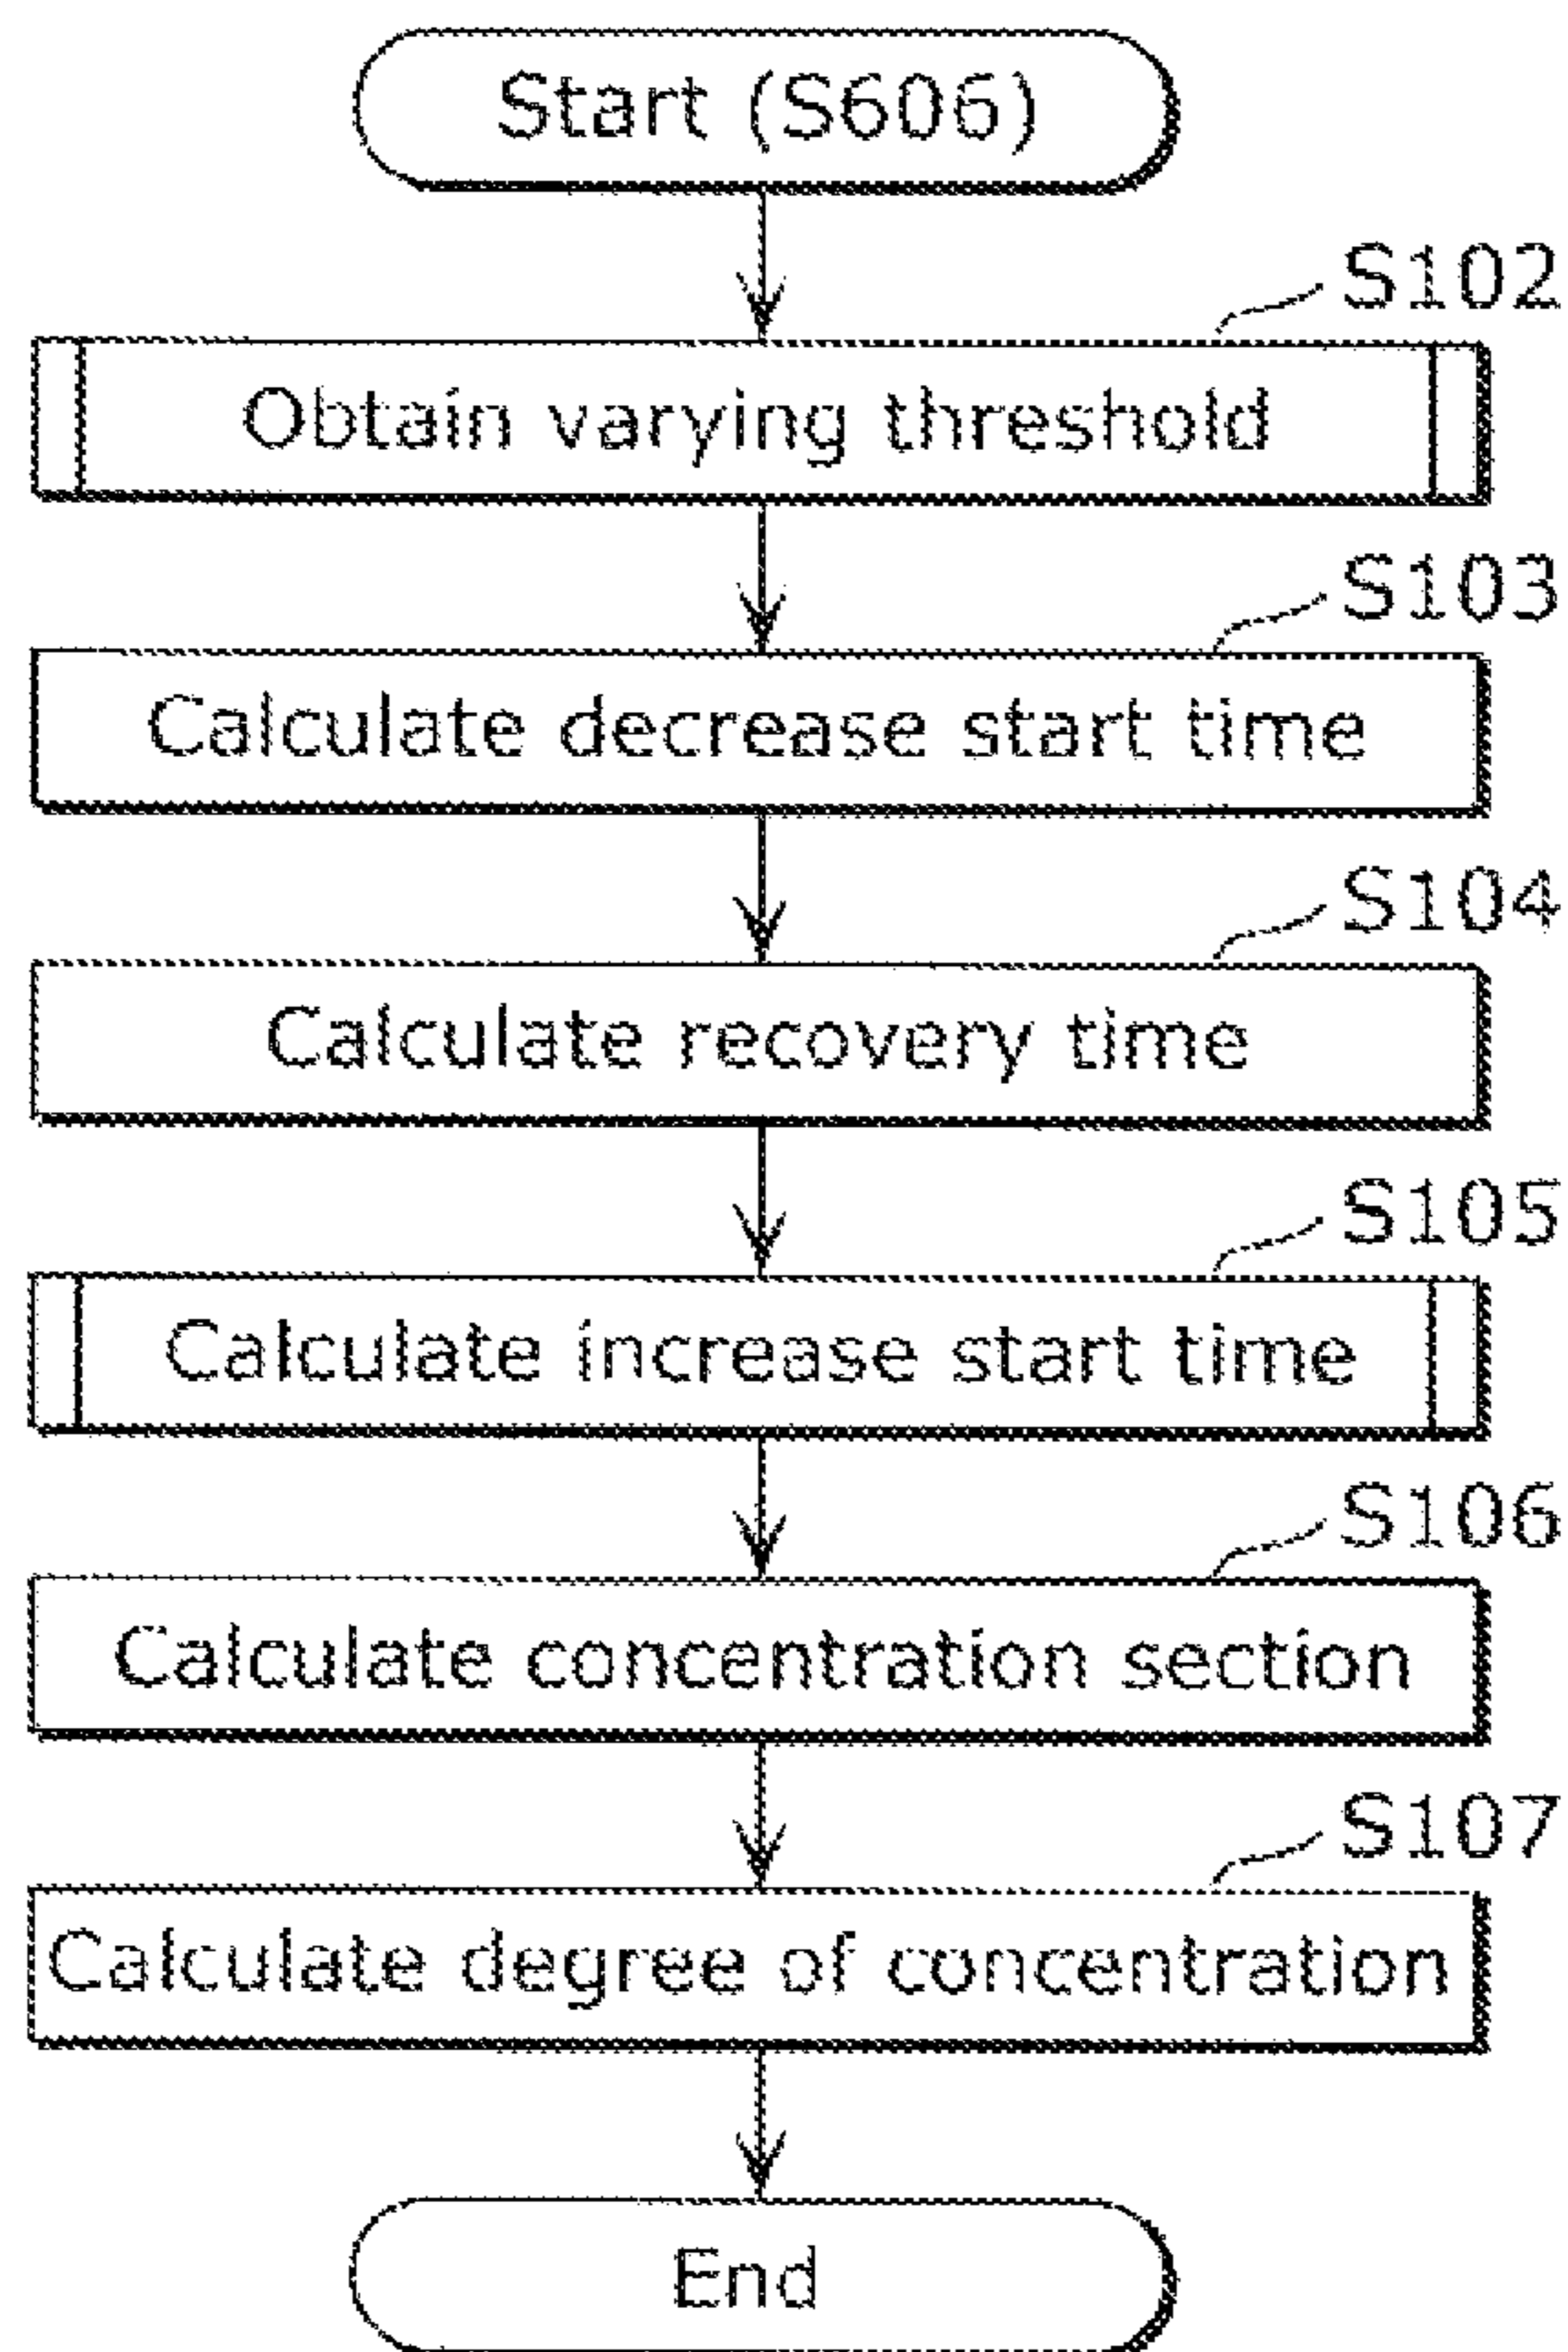 Start (S606)
S102
Obtain varying threshold
S103
Calculate decrease start time
S104
Calculate recovery time
S105
Calculate increase start time
S106
Calculate concentration section
S107
Calculate degree of concentration
End